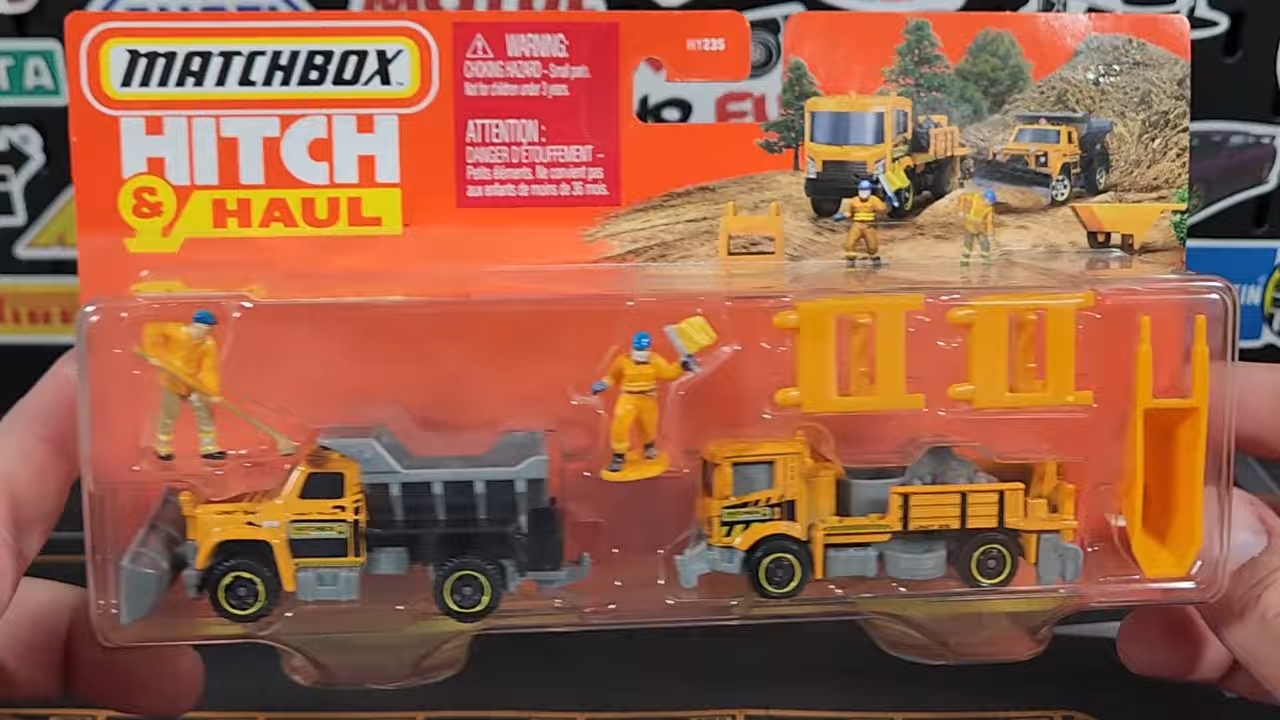 MATCHBOX
HITCH
& HAUL
WARNING:
CHOKING HAZARD – Small parts.
Not for children under 3 years.
ATTENTION :
DANGER D'ÉTOUFFEMENT –
Petits éléments. Ne convient pas
aux enfants de moins de 36 mois.
TA